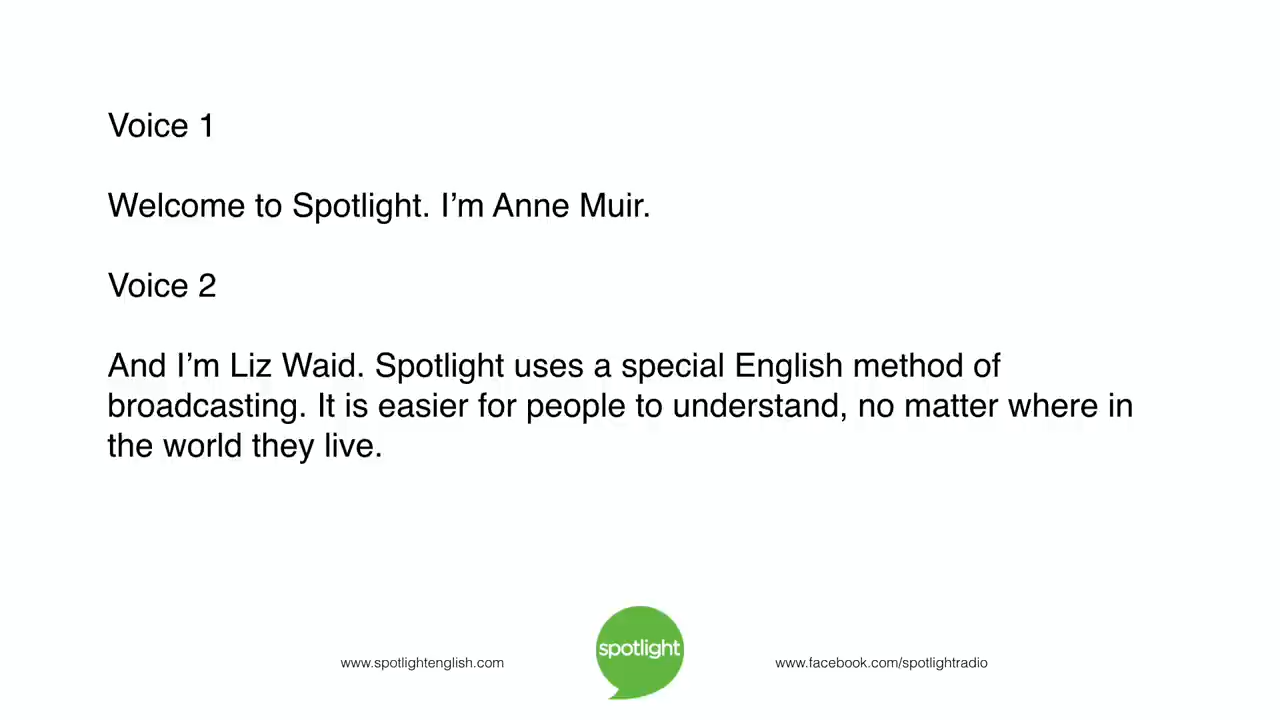 Voice 1
Welcome to Spotlight. I’m Anne Muir.
Voice 2
And I’m Liz Waid. Spotlight uses a special English method of
broadcasting. It is easier for people to understand, no matter where in
the world they live.
www.spotlightenglish.com
spotlight
www.facebook.com/spotlightradio